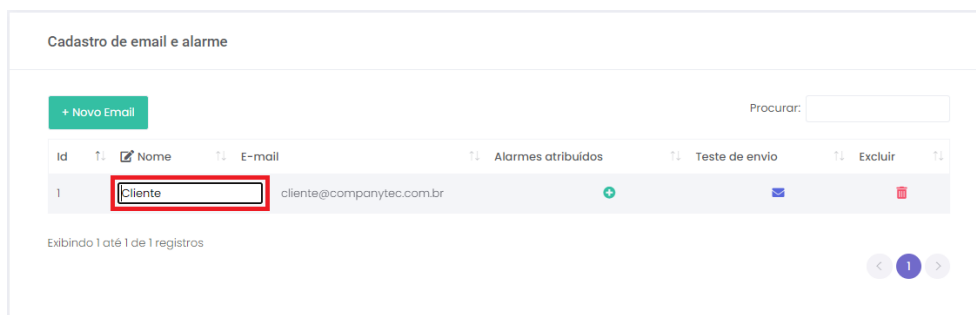 Cadastro de email e alarme
+ Novo Email
Procurar:
Id Nome E-mail Alarmes atribuídos Teste de envio Excluir
1 Cliente cliente@companytec.com.br
Exibindo 1 até 1 de 1 registros
< 1 >